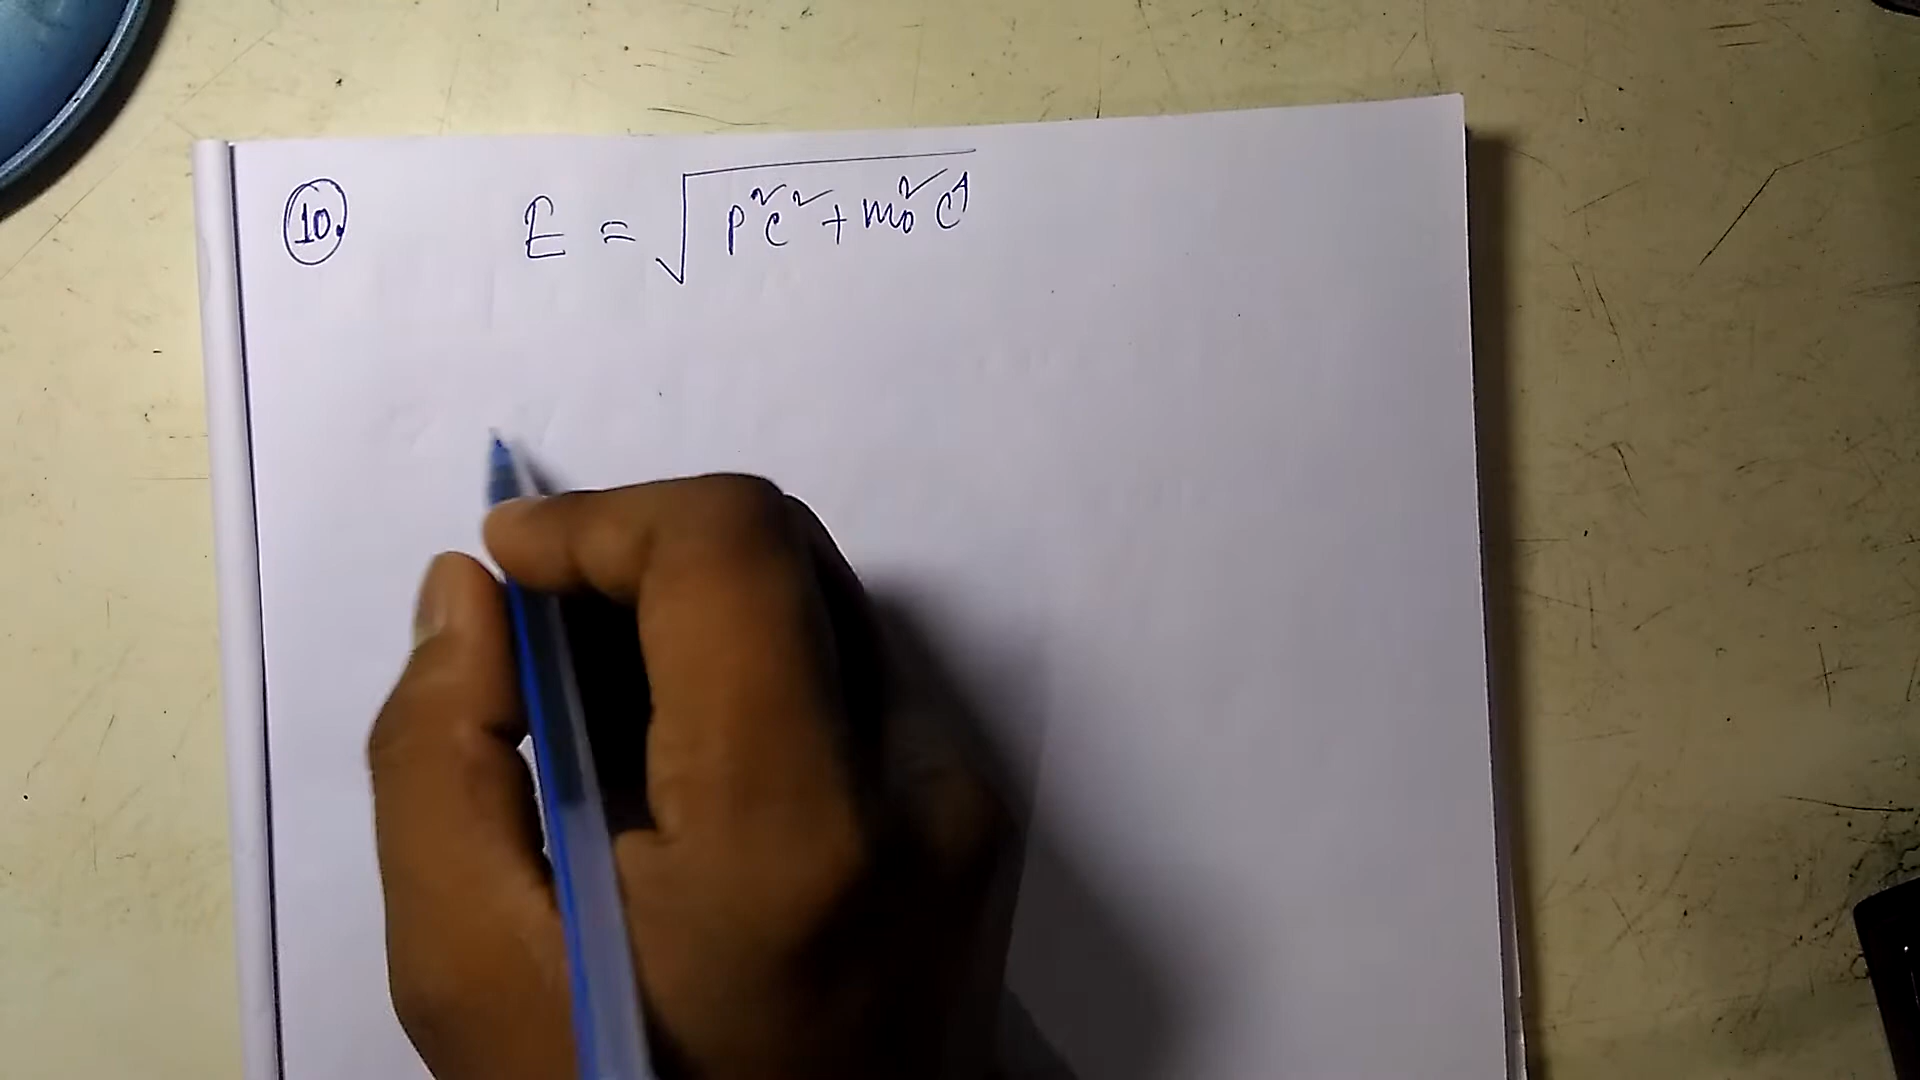 10. E = √(p²c² + m₀²c⁴)